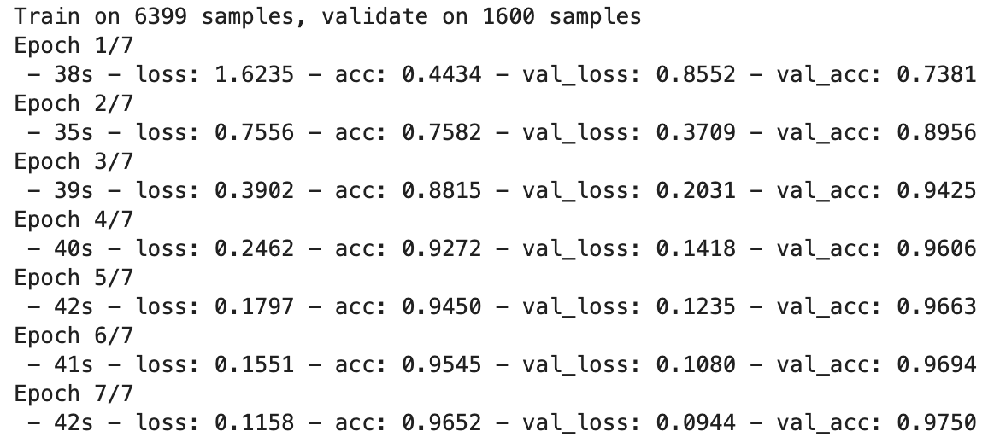 Train on 6399 samples, validate on 1600 samples
Epoch 1/7
 - 38s - loss: 1.6235 - acc: 0.4434 - val_loss: 0.8552 - val_acc: 0.7381
Epoch 2/7
 - 35s - loss: 0.7556 - acc: 0.7582 - val_loss: 0.3709 - val_acc: 0.8956
Epoch 3/7
 - 39s - loss: 0.3902 - acc: 0.8815 - val_loss: 0.2031 - val_acc: 0.9425
Epoch 4/7
 - 40s - loss: 0.2462 - acc: 0.9272 - val_loss: 0.1418 - val_acc: 0.9606
Epoch 5/7
 - 42s - loss: 0.1797 - acc: 0.9450 - val_loss: 0.1235 - val_acc: 0.9663
Epoch 6/7
 - 41s - loss: 0.1551 - acc: 0.9545 - val_loss: 0.1080 - val_acc: 0.9694
Epoch 7/7
 - 42s - loss: 0.1158 - acc: 0.9652 - val_loss: 0.0944 - val_acc: 0.9750